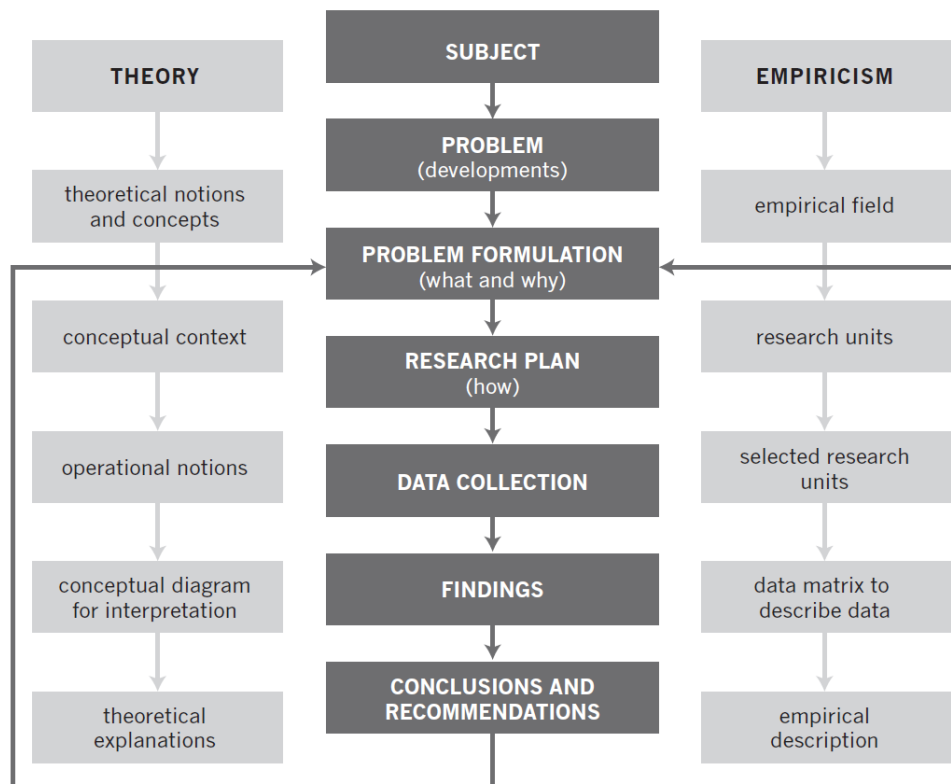 THEORY
theoretical notions
and concepts
conceptual context
operational notions
conceptual diagram
for interpretation
theoretical
explanations
SUBJECT
PROBLEM
(developments)
PROBLEM FORMULATION
(what and why)
RESEARCH PLAN
(how)
DATA COLLECTION
FINDINGS
CONCLUSIONS AND
RECOMMENDATIONS
EMPIRICISM
empirical field
research units
selected research
units
data matrix to
describe data
empirical
description